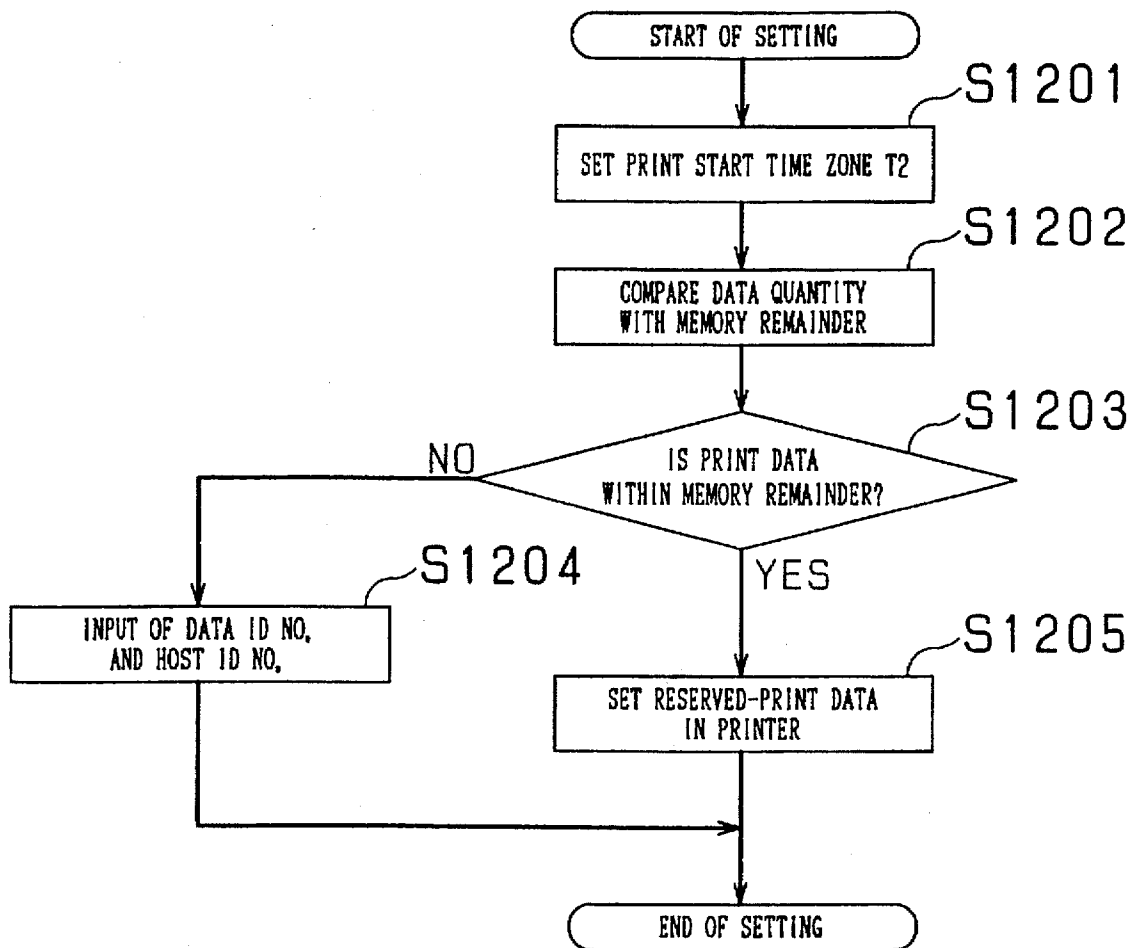 START OF SETTING
S1201
SET PRINT START TIME ZONE T2
S1202
COMPARE DATA QUANTITY
WITH MEMORY REMAINDER
S1203
NO
IS PRINT DATA
WITHIN MEMORY REMAINDER?
S1204
YES
INPUT OF DATA ID NO.
AND HOST ID NO.
S1205
SET RESERVED-PRINT DATA
IN PRINTER
END OF SETTING